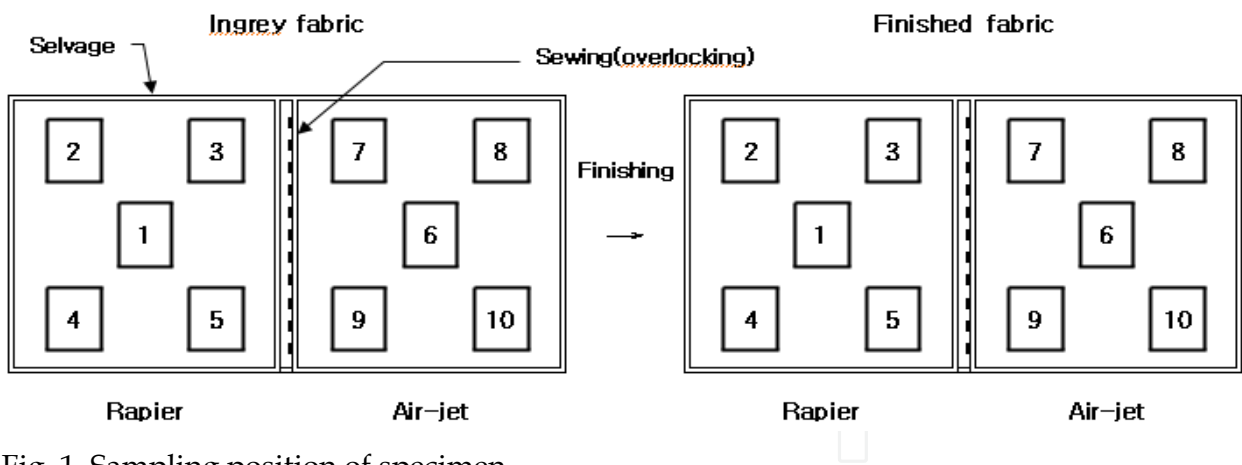 Ingrey fabric
Finished fabric
Selvage
Sewing(overlocking)
2 3 7 8
2 3 7 8
Finishing
1 6
1 6
4 5 9 10
4 5 9 10
Rapier Air-jet
Rapier Air-jet
Fig. 1. Sampling position of specimen